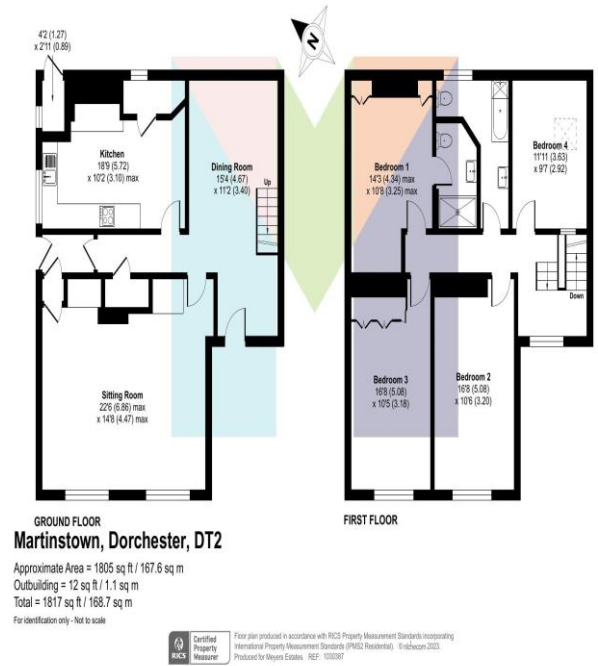 4'2 (1.27)
x 2'11 (0.89)
N
Kitchen
18'9 (5.72)
x 10'2 (3.10) max
Dining Room
15'4 (4.67)
x 11'2 (3.40)
Up
Sitting Room
22'6 (6.86) max
x 14'8 (4.47) max
GROUND FLOOR
Bedroom 1
14'3 (4.34) max
x 10'8 (3.25) max
Bedroom 4
11'11 (3.63)
x 9'7 (2.92)
Down
Bedroom 3
16'8 (5.08)
x 10'5 (3.18)
Bedroom 2
16'8 (5.08)
x 10'6 (3.20)
FIRST FLOOR
Martinstown, Dorchester, DT2
Approximate Area = 1805 sq ft / 167.6 sq m
Outbuilding = 12 sq ft / 1.1 sq m
Total = 1817 sq ft / 168.7 sq m
For identification only - Not to scale
RICS
Certified
Property
Measurer
Floor plan produced in accordance with RICS Property Measurement Standards incorporating
International Property Measurement Standards (IPMS2 Residential). © nichecom 2023.
Produced for Meyers Estates. REF: 1030387